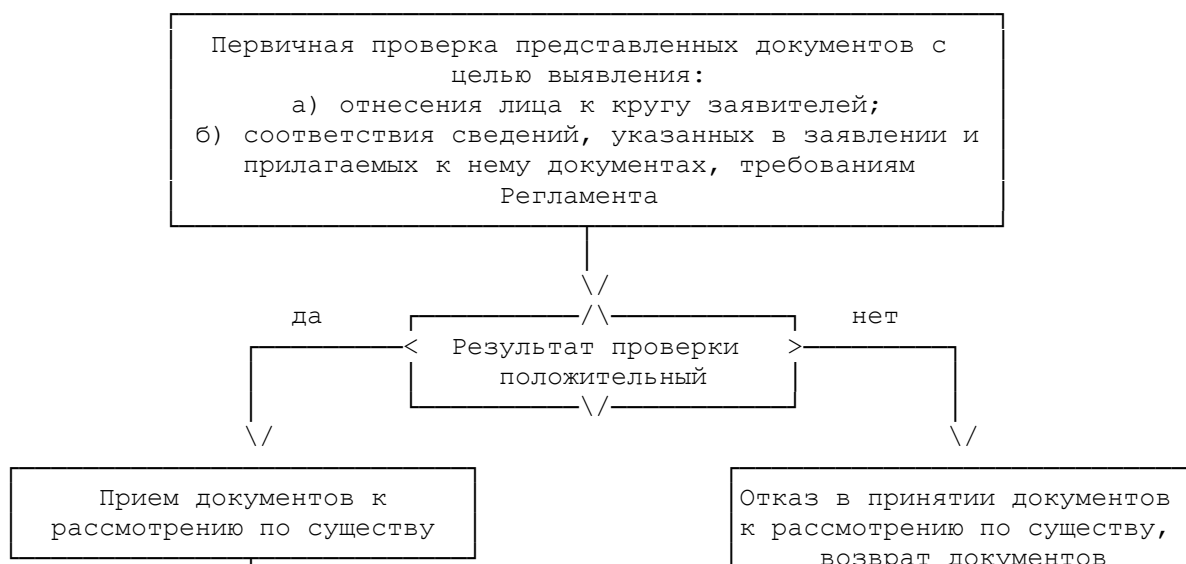 Первичная проверка представленных документов с
целью выявления:
а) отнесения лица к кругу заявителей;
б) соответствия сведений, указанных в заявлении и
прилагаемых к нему документах, требованиям
Регламента
да
нет
Результат проверки
положительный
Прием документов к
рассмотрению по существу
Отказ в принятии документов
к рассмотрению по существу,
возврат документов